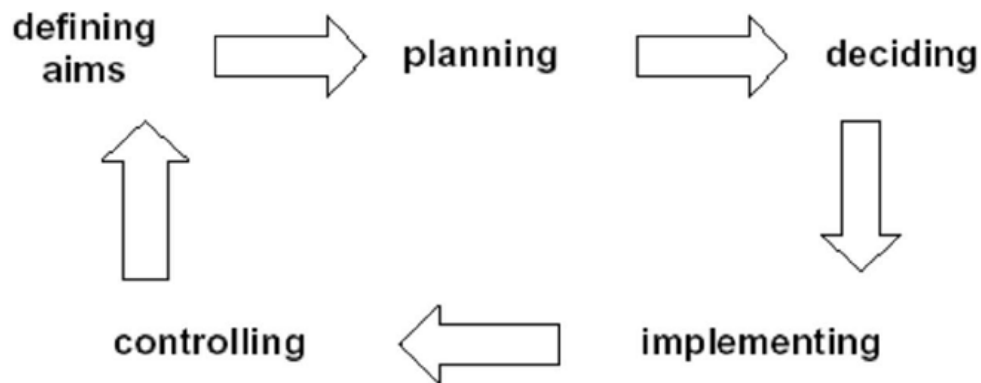 defining
aims
planning
deciding
controlling
implementing